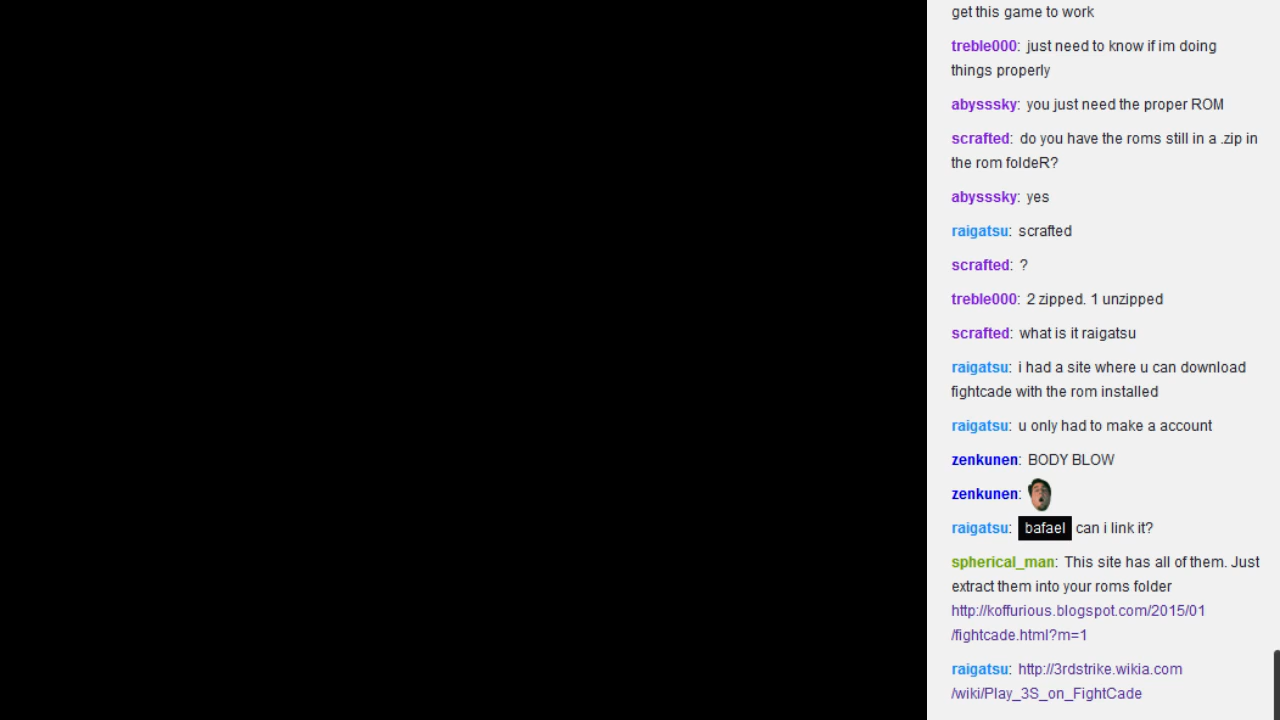 get this game to work
treble000: just need to know if im doing
things properly
abysssky: you just need the proper ROM
scrafted: do you have the roms still in a .zip in
the rom foldeR?
abysssky: yes
raigatsu: scrafted
scrafted: ?
treble000: 2 zipped. 1 unzipped
scrafted: what is it raigatsu
raigatsu: i had a site where u can download
fightcade with the rom installed
raigatsu: u only had to make a account
zenkunen: BODY BLOW
zenkunen:
raigatsu: bafael can i link it?
spherical_man: This site has all of them. Just
extract them into your roms folder
http://koffurious.blogspot.com/2015/01
/fightcade.html?m=1
raigatsu: http://3rdstrike.wikia.com
/wiki/Play_3S_on_FightCade